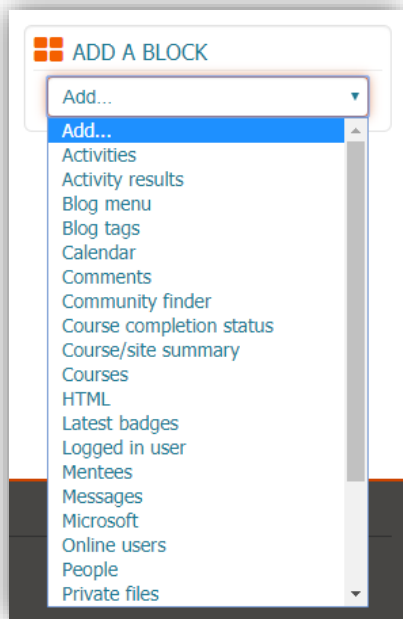 ADD A BLOCK
Add...
Add...
Activities
Activity results
Blog menu
Blog tags
Calendar
Comments
Community finder
Course completion status
Course/site summary
Courses
HTML
Latest badges
Logged in user
Mentees
Messages
Microsoft
Online users
People
Private files